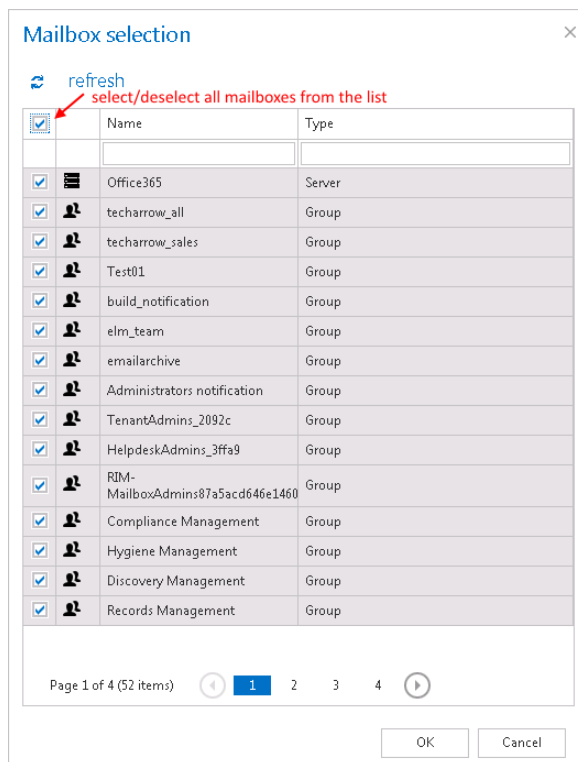 Mailbox selection
refresh
select/deselect all mailboxes from the list
Name Type
Office365 Server
techarrow_all Group
techarrow_sales Group
Test01 Group
build_notification Group
elm_team Group
emailarchive Group
Administrators notification Group
TenantAdmins_2092c Group
HelpdeskAdmins_3ffa9 Group
RIM-
MailboxAdmins87a5acd646e1460 Group
Compliance Management Group
Hygiene Management Group
Discovery Management Group
Records Management Group
Page 1 of 4 (52 items) 1 2 3 4
OK Cancel